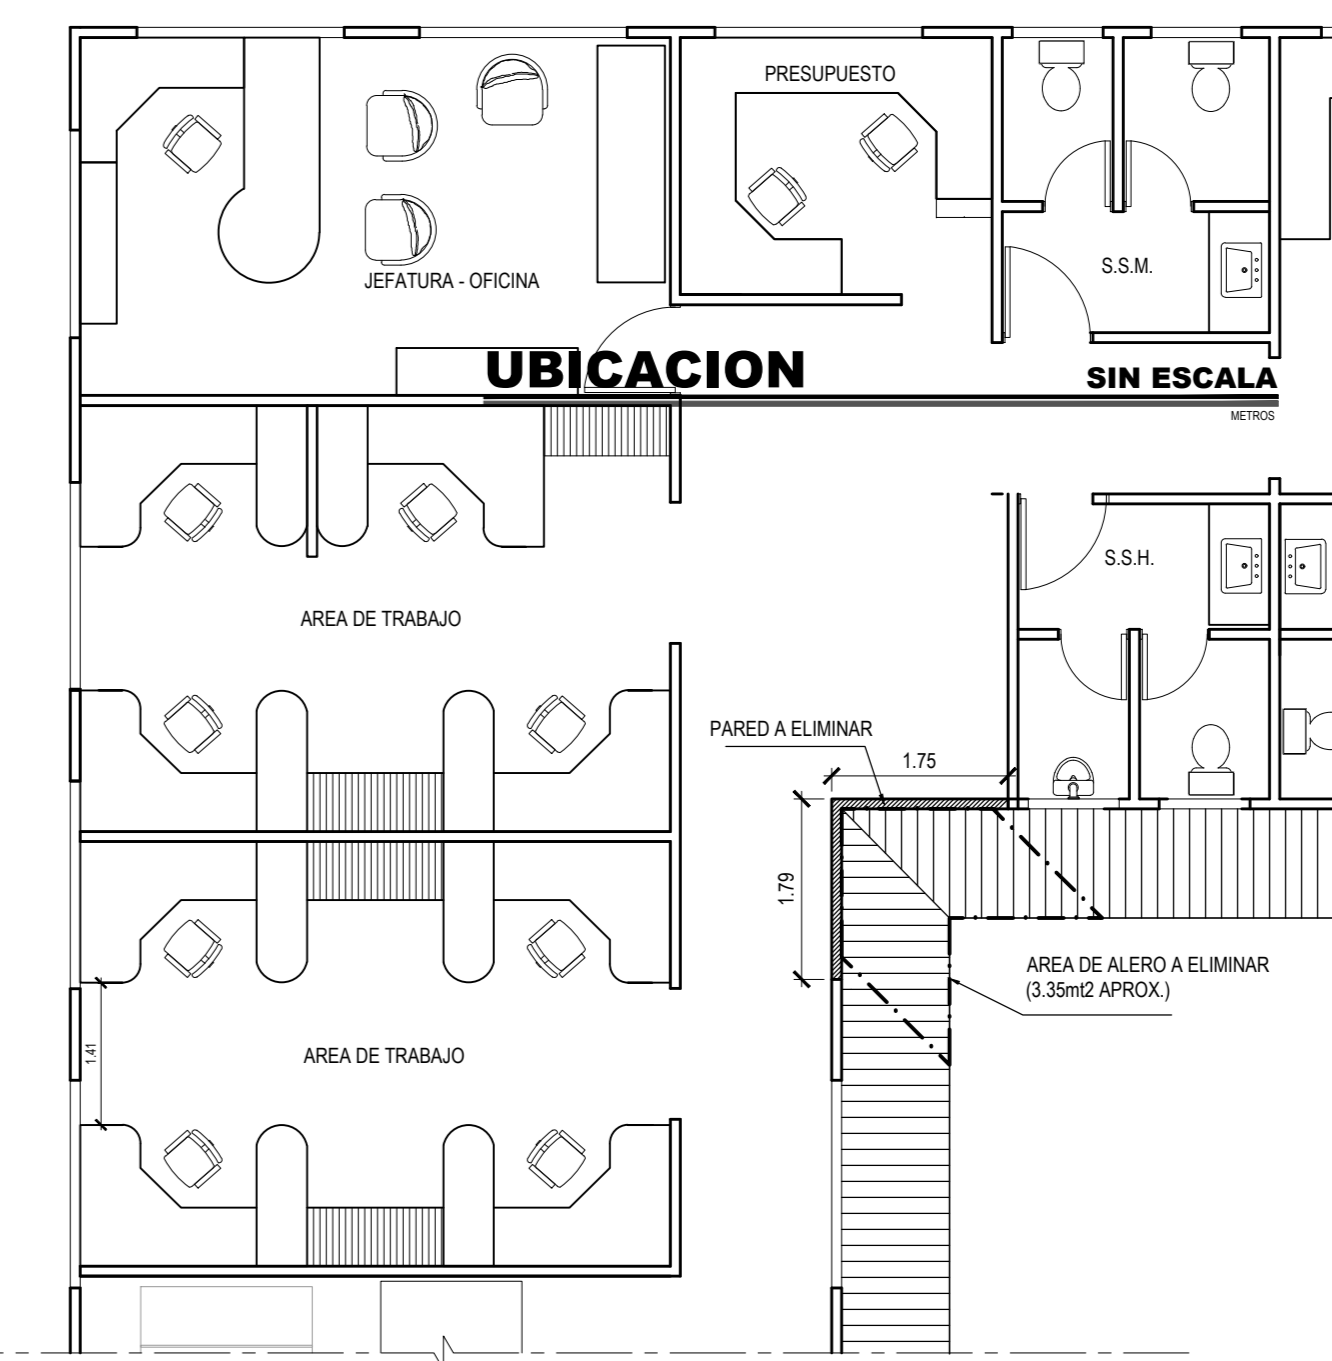 PRESUPUESTO
S.S.M.
JEFATURA - OFICINA
UBICACION
SIN ESCALA
METROS
S.S.H.
AREA DE TRABAJO
PARED A ELIMINAR
1.75
1.79
AREA DE ALERO A ELIMINAR
(3.35mt2 APROX.)
1.41
AREA DE TRABAJO